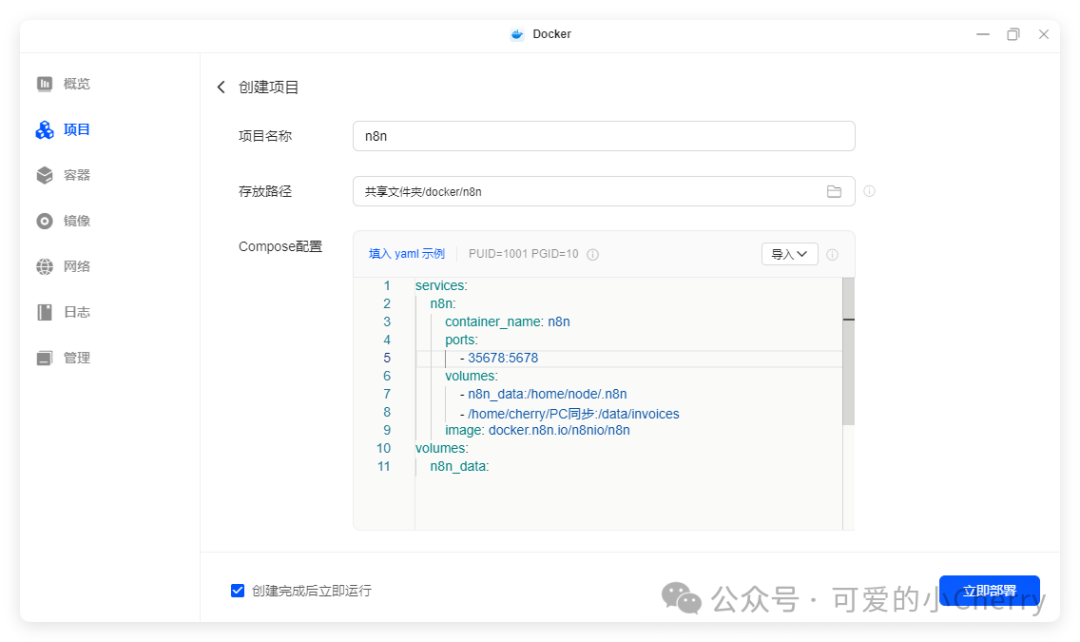 Docker
概览
项目
容器
镜像
网络
日志
管理
创建项目
项目名称
n8n
存放路径
共享文件夹/docker/n8n
Compose配置
填入 yaml 示例
PUID=1001 PGID=10
导入
1 services:
2 n8n:
3 container_name: n8n
4 ports:
5 - 35678:5678
6 volumes:
7 - n8n_data:/home/node/.n8n
8 - /home/cherry/PC同步:/data/invoices
9 image: docker.n8n.io/n8nio/n8n
10 volumes:
11 n8n_data:
创建完成后立即运行
立即部署
公众号 · 可爱的小Cherry